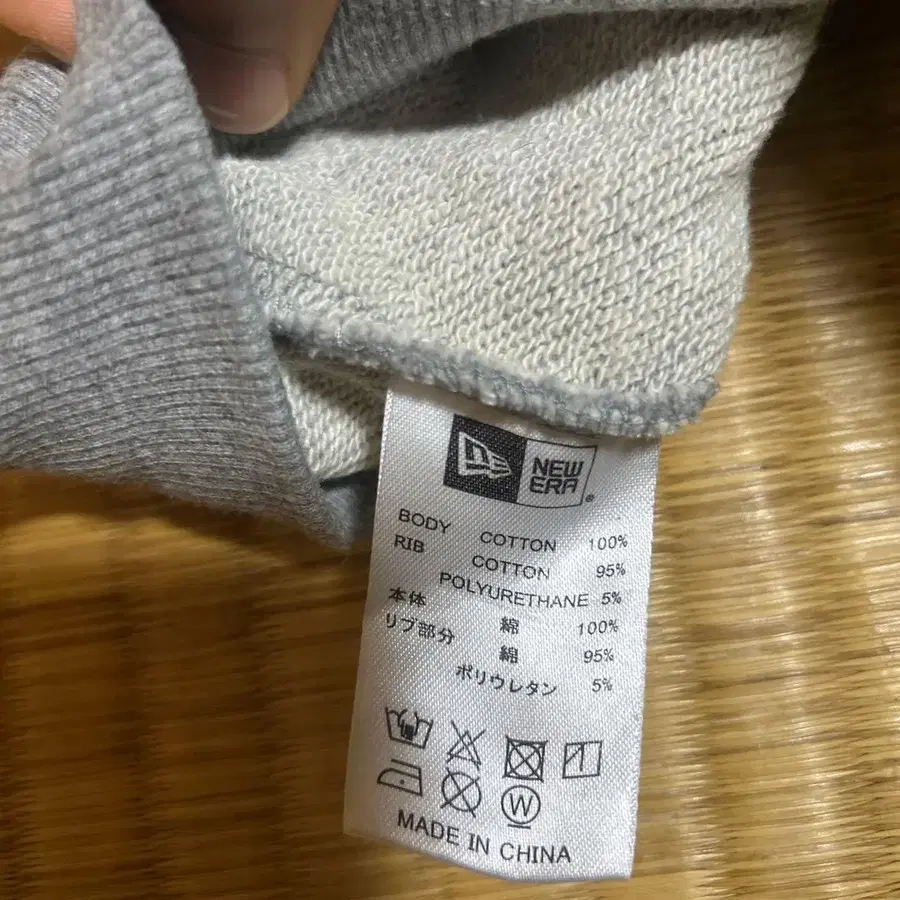 NEW ERA®
BODY COTTON 100%
RIB COTTON 95%
POLYURETHANE 5%
本体 綿 100%
リブ部分 綿 95%
ポリウレタン 5%
W
MADE IN CHINA